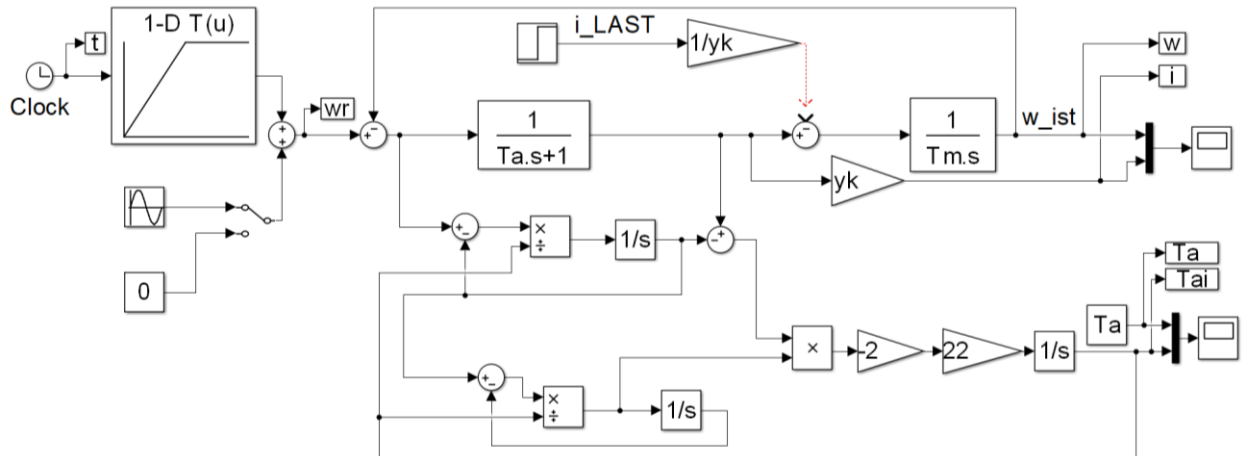 1-D T(u)
t
Clock
i_LAST
1/yk
wr
+
+
+
−
1
Ta.s+1
+
−
1
Tm.s
w_ist
w
i
yk
0
+
−
×
÷
1/s
−
+
Ta
Tai
Ta
×
-2
22
1/s
+
−
×
÷
1/s